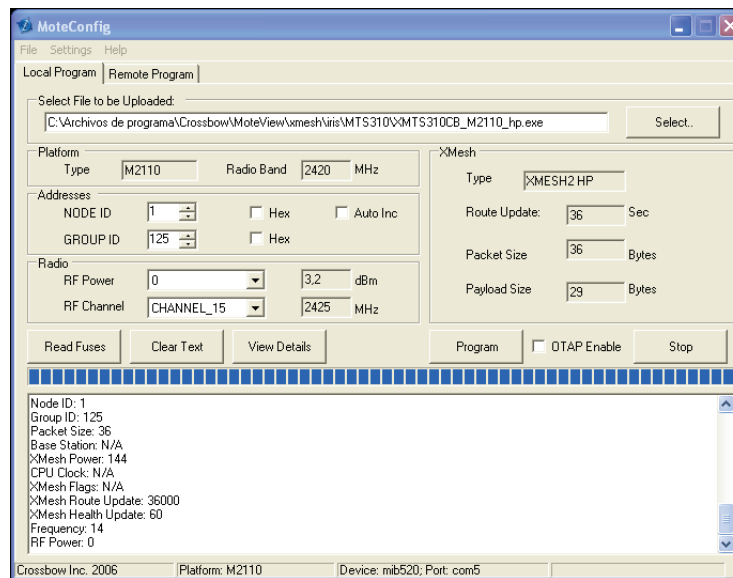 MoteConfig
File Settings Help
Local Program Remote Program
Select File to be Uploaded:
C:\Archivos de programa\Crossbow\MoteView\xmesh\iris\MTS310\XMTS310CB_M2110_hp.exe Select..
Platform
Type M2110 Radio Band 2420 MHz
Addresses
NODE ID 1 Hex Auto Inc
GROUP ID 125 Hex
Radio
RF Power 0 3,2 dBm
RF Channel CHANNEL_15 2425 MHz
XMesh
Type XMESH2 HP
Route Update: 36 Sec
Packet Size 36 Bytes
Payload Size 29 Bytes
Read Fuses Clear Text View Details Program OTAP Enable Stop
Node ID: 1
Group ID: 125
Packet Size: 36
Base Station: N/A
XMesh Power: 144
CPU Clock: N/A
XMesh Flags: N/A
XMesh Route Update: 36000
XMesh Health Update: 60
Frequency: 14
RF Power: 0
Crossbow Inc. 2006 Platform: M2110 Device: mib520; Port: com5